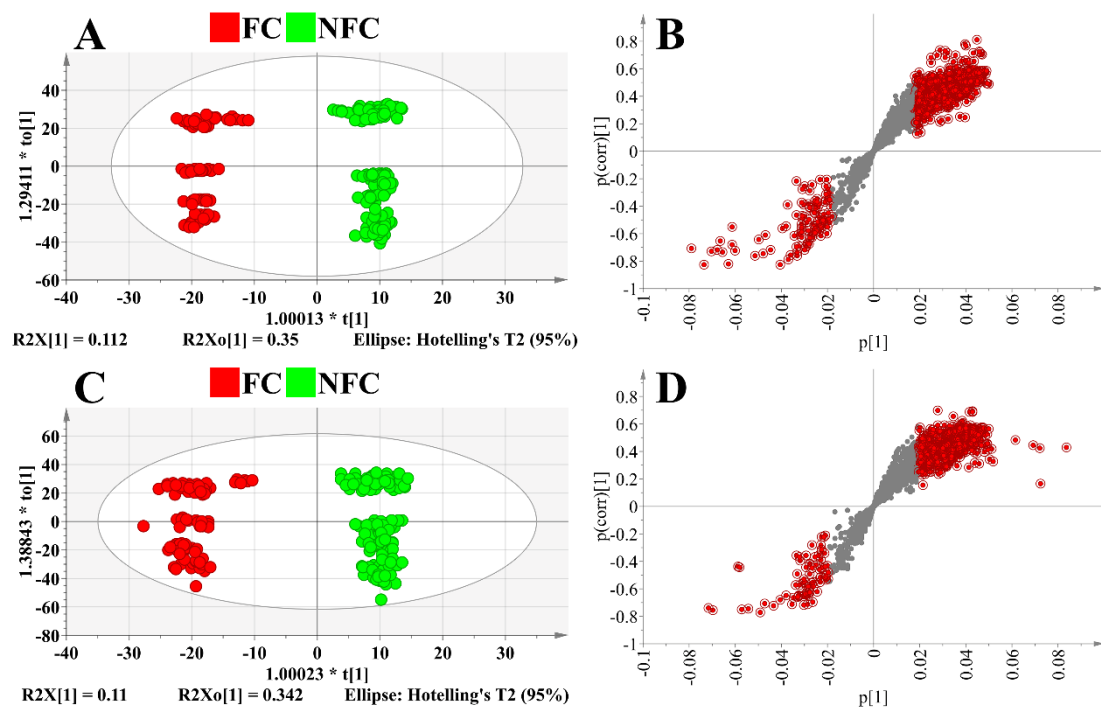 A
FC NFC
1.29411 * to[1]
40
20
0
-20
-40
-60
-40 -30 -20 -10 0 10 20 30
1.00013 * t[1]
R2X[1] = 0.112 R2Xo[1] = 0.35 Ellipse: Hotelling's T2 (95%)
B
p(corr)[1]
0.8
0.6
0.4
0.2
0
-0.2
-0.4
-0.6
-0.8
-1
-0.1 -0.08 -0.06 -0.04 -0.02 0 0.02 0.04 0.06 0.08
p[1]
C
FC NFC
1.38843 * to[1]
60
40
20
0
-20
-40
-60
-80
-40 -30 -20 -10 0 10 20 30
1.00023 * t[1]
R2X[1] = 0.11 R2Xo[1] = 0.342 Ellipse: Hotelling's T2 (95%)
D
p(corr)[1]
0.8
0.6
0.4
0.2
0
-0.2
-0.4
-0.6
-0.8
-1
-0.1 -0.08 -0.06 -0.04 -0.02 0 0.02 0.04 0.06 0.08
p[1]